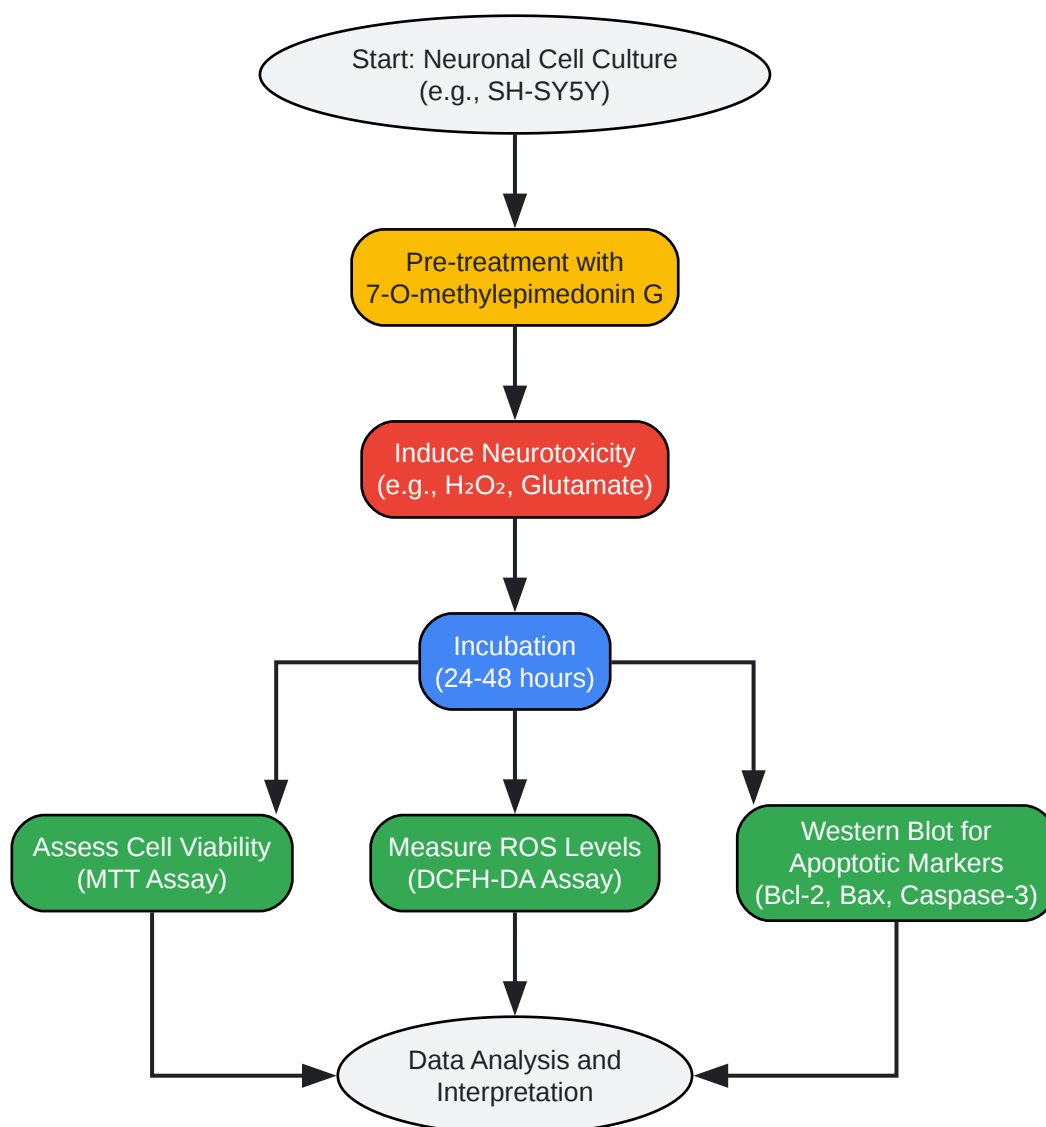 Start: Neuronal Cell Culture
(e.g., SH-SY5Y)
Pre-treatment with
7-O-methylepimedonin G
Induce Neurotoxicity
(e.g., H₂O₂, Glutamate)
Incubation
(24-48 hours)
Assess Cell Viability
(MTT Assay)
Measure ROS Levels
(DCFH-DA Assay)
Western Blot for
Apoptotic Markers
(Bcl-2, Bax, Caspase-3)
Data Analysis and
Interpretation